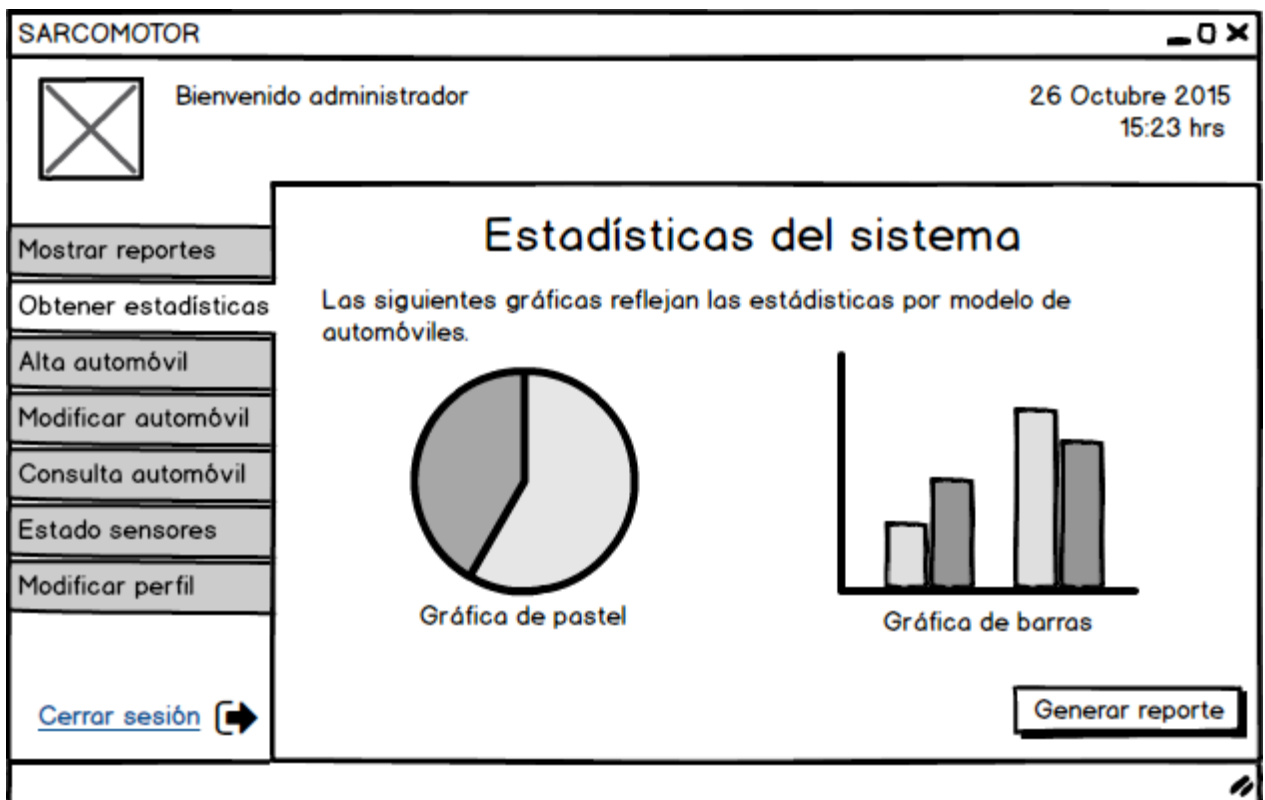 SARCOMOTOR
Bienvenido administrador
26 Octubre 2015
15:23 hrs
Mostrar reportes
Obtener estadísticas
Alta automóvil
Modificar automóvil
Consulta automóvil
Estado sensores
Modificar perfil
Cerrar sesión
Estadísticas del sistema
Las siguientes gráficas reflejan las estádisticas por modelo de
automóviles.
Gráfica de pastel
Gráfica de barras
Generar reporte